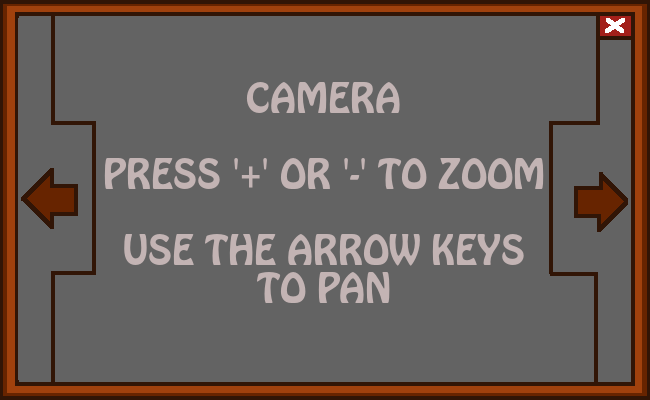 CAMERA
PRESS '+' OR '-' TO ZOOM
USE THE ARROW KEYS
TO PAN